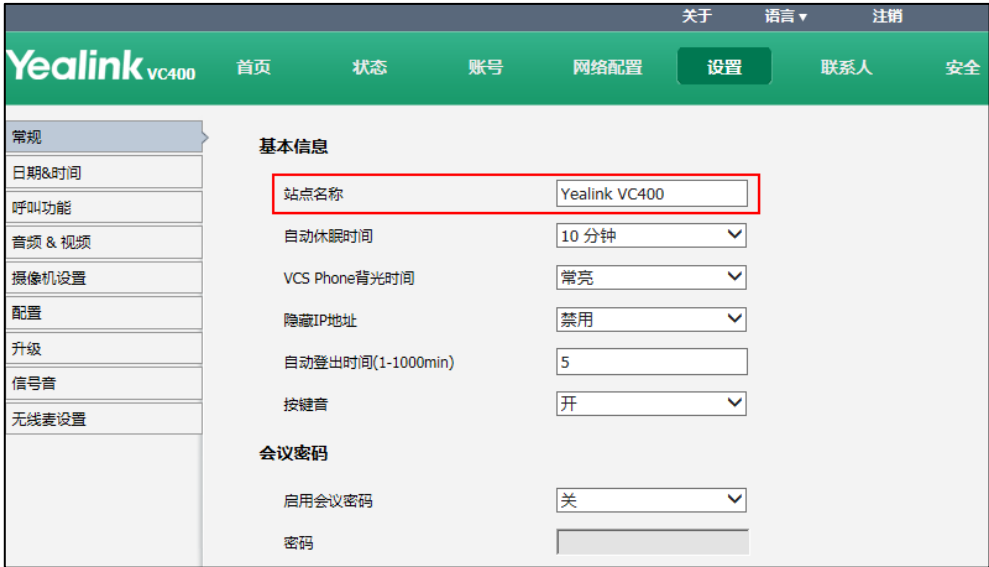 关于 语言▼ 注销
Yealink VC400 首页 状态 账号 网络配置 设置 联系人 安全
常规
日期&时间
呼叫功能
音频 & 视频
摄像机设置
配置
升级
信号音
无线麦设置
基本信息
站点名称 Yealink VC400
自动休眠时间 10 分钟
VCS Phone背光时间 常亮
隐藏IP地址 禁用
自动登出时间(1-1000min) 5
按键音 开
会议密码
启用会议密码 关
密码